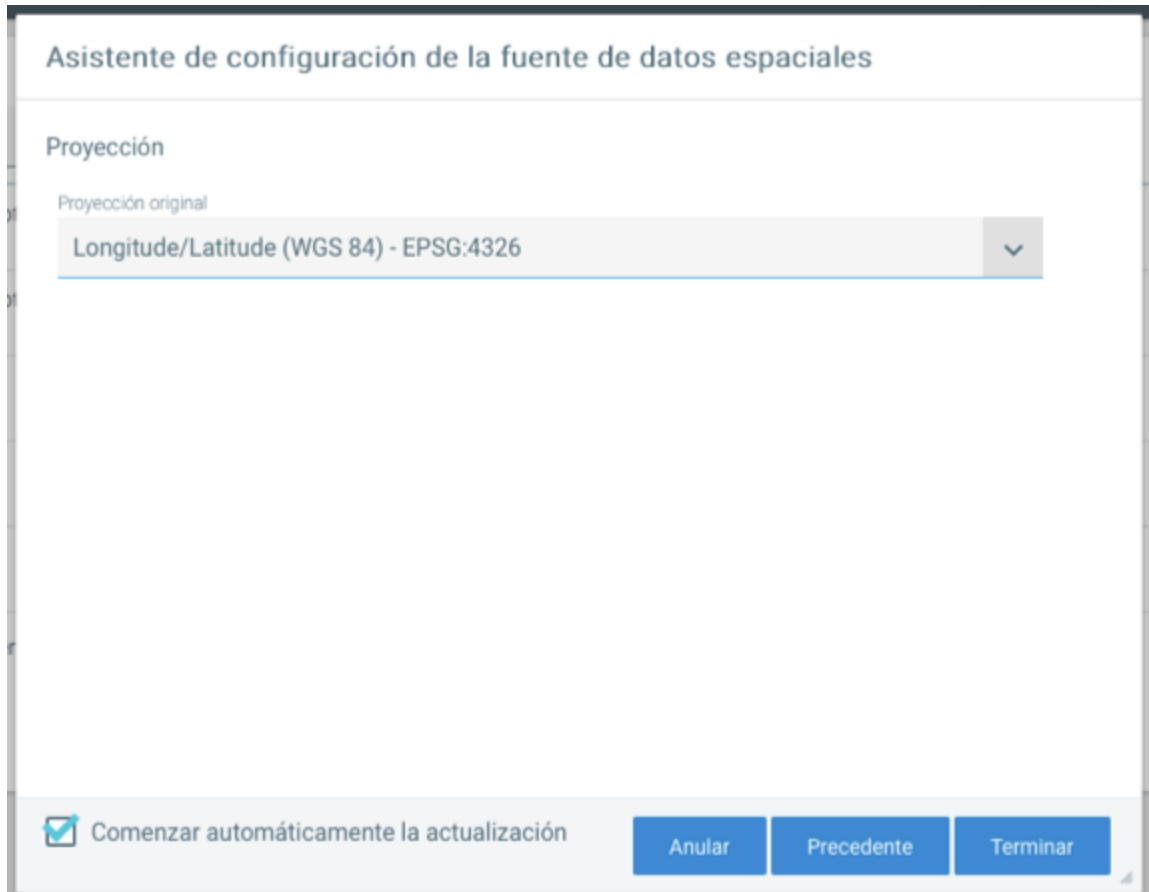 Asistente de configuración de la fuente de datos espaciales
Proyección
Proyección original
Longitude/Latitude (WGS 84) - EPSG:4326
Comenzar automáticamente la actualización
Anular
Precedente
Terminar